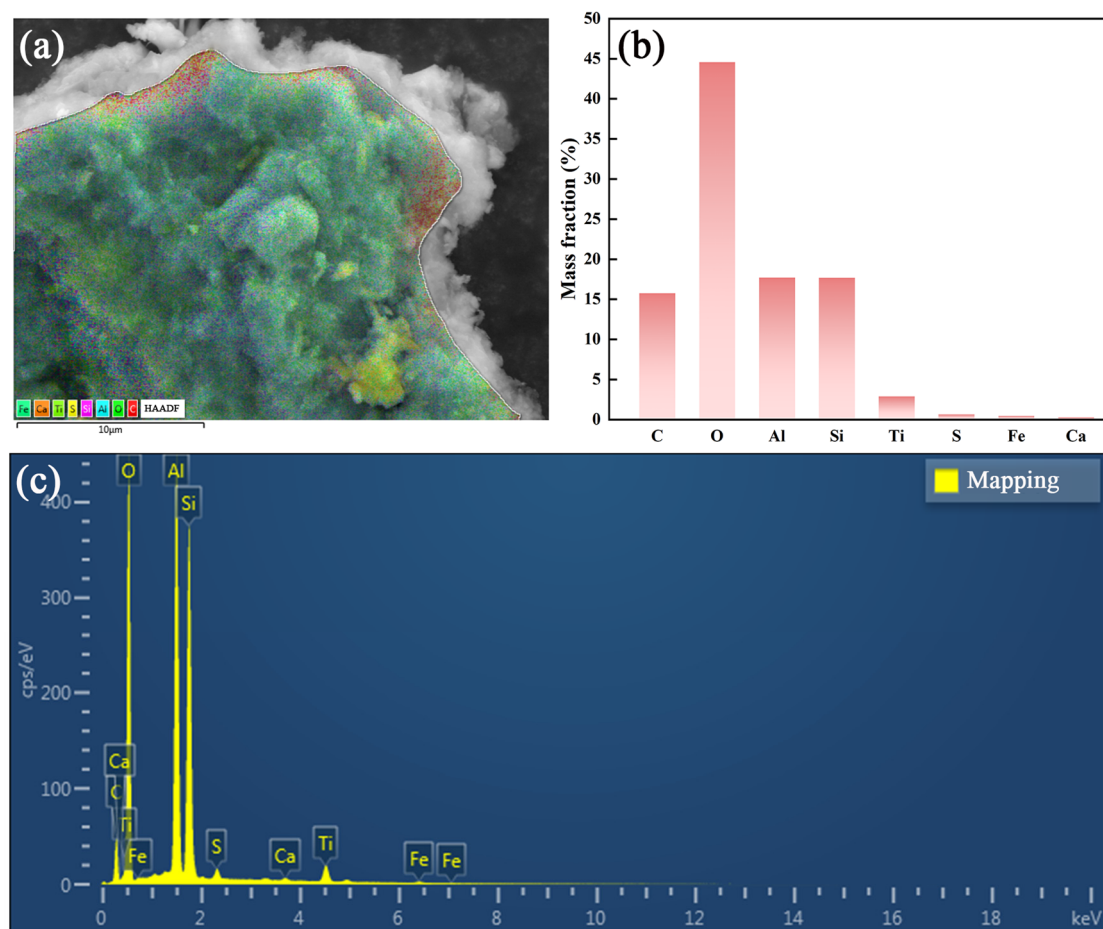 (a)
Fe Ca Ti S Si Al O C HAADF
10μm
(b)
Mass fraction (%)
50
45
40
35
30
25
20
15
10
5
0
C O Al Si Ti S Fe Ca
(c)
Mapping
cps/eV
400
300
200
100
0
O Al
Si
Ca
C
Ti
Fe
S
Ca
Ti
Fe
Fe
0 2 4 6 8 10 12 14 16 18 keV